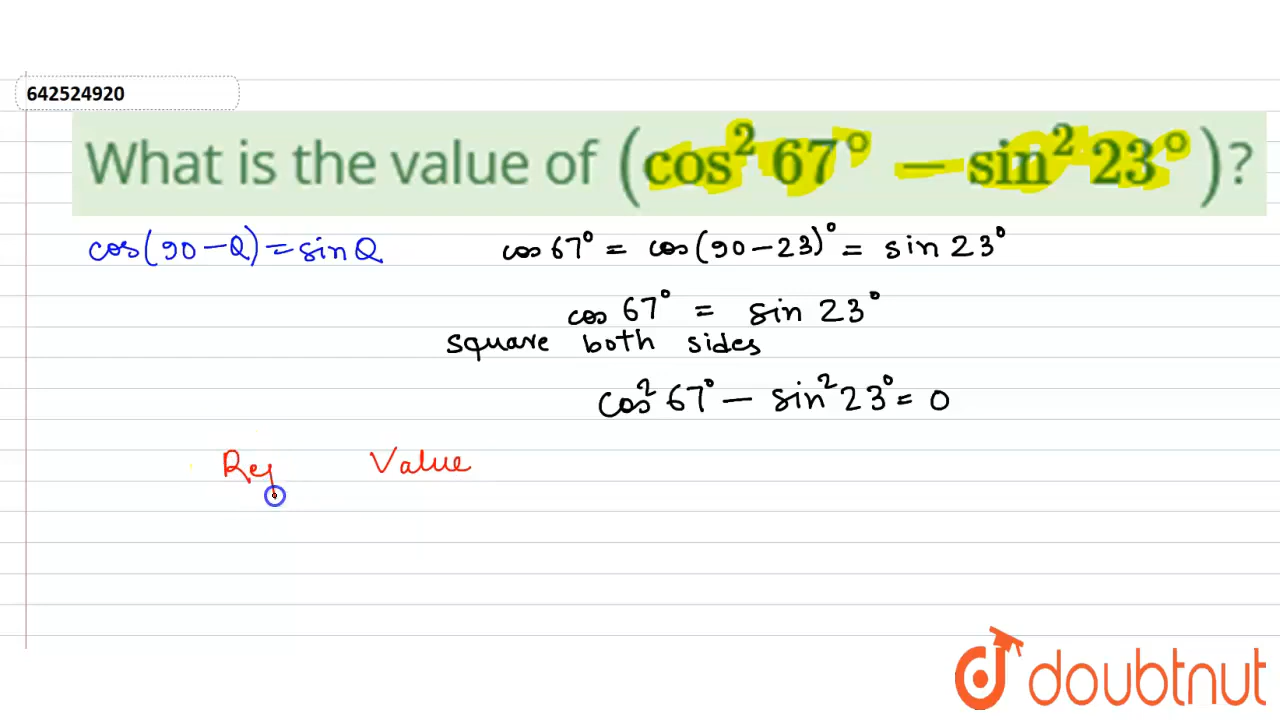 642524920
What is the value of (cos² 67° − sin² 23°)?
cos(90−Q)=sinQ
cos 67° = cos(90−23)° = sin 23°
cos 67° = sin 23°
square both sides
cos² 67° − sin² 23° = 0
Req Value
doubtnut